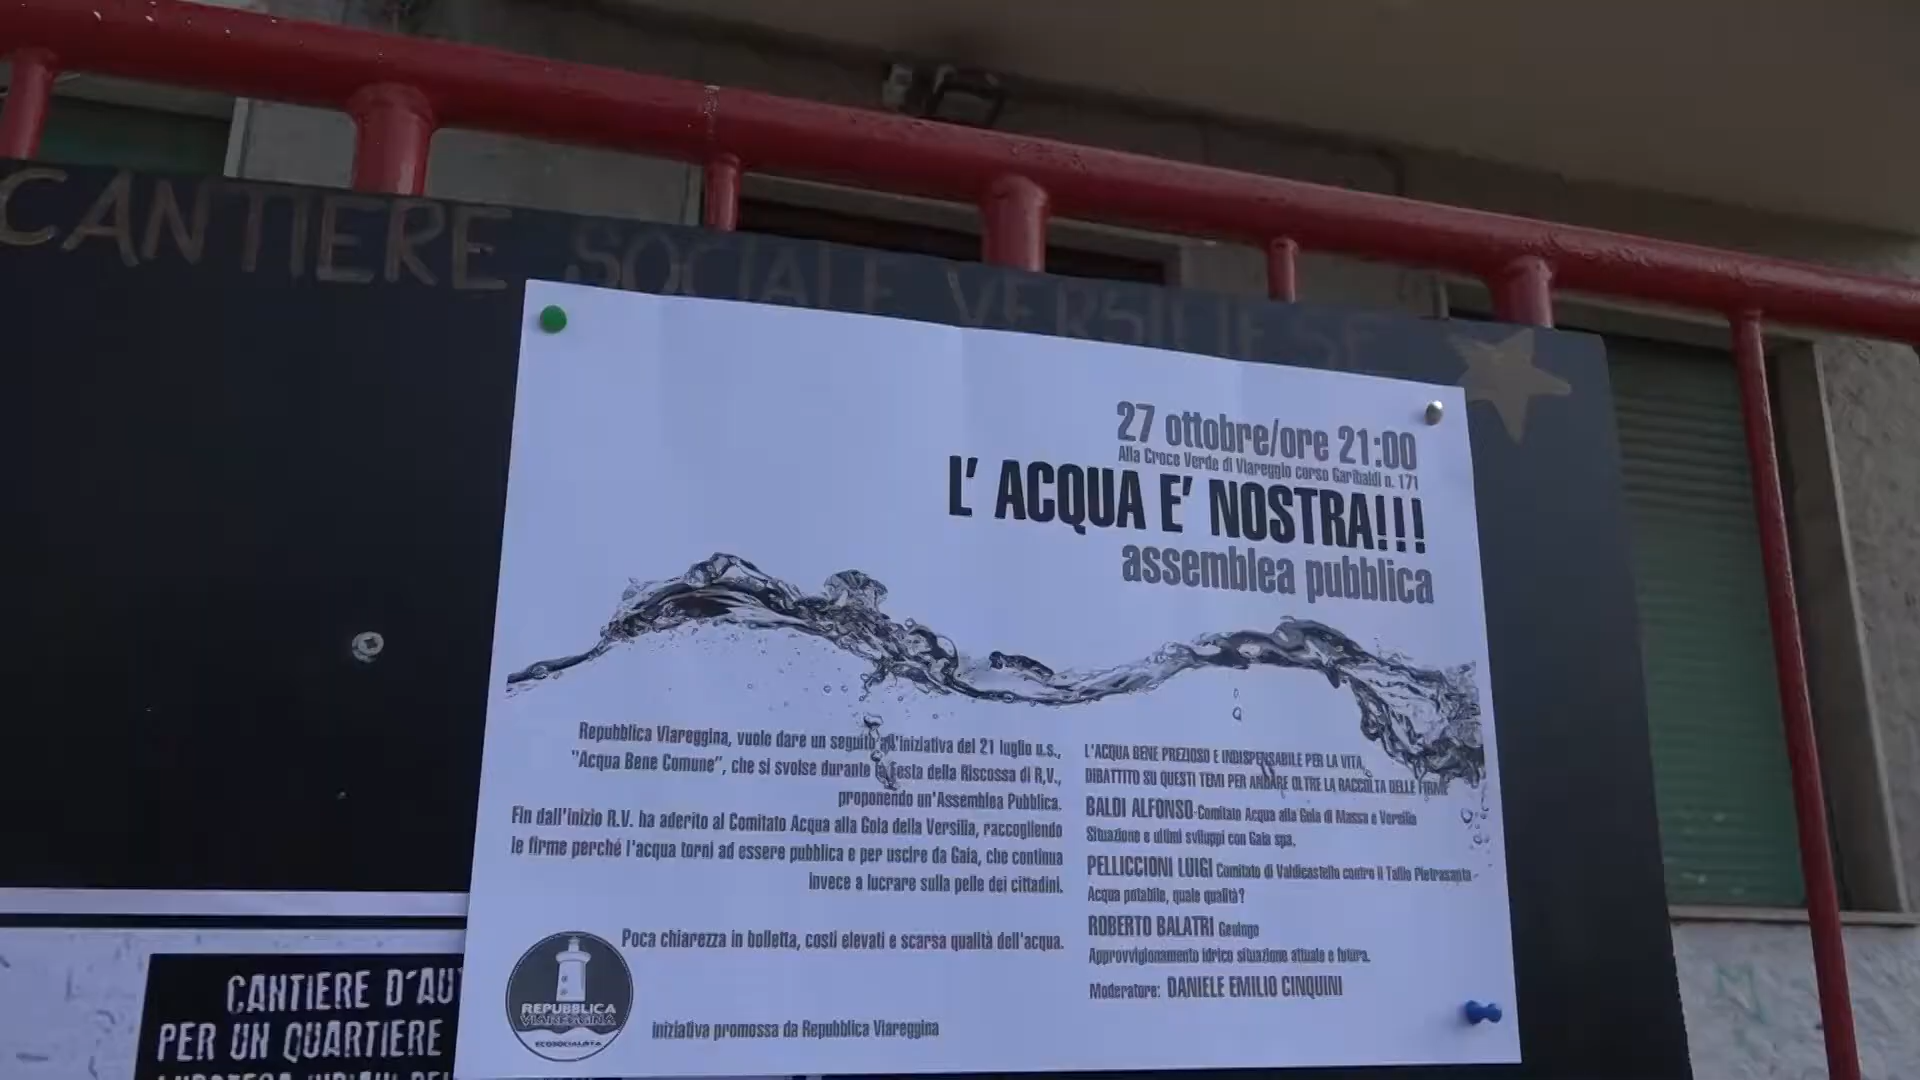 CANTIERE SOCIALE VERSILIESE
27 ottobre/ore 21:00
Alla Croce Verde di Viareggio corso Garibaldi n. 171
L' ACQUA E' NOSTRA!!!
assemblea pubblica
Repubblica Viareggina, vuole dare un seguito all'iniziativa del 21 luglio u.s.,
"Acqua Bene Comune", che si svolse durante la Festa della Riscossa di R.V.,
proponendo un'Assemblea Pubblica.
Fin dall'inizio R.V. ha aderito al Comitato Acqua alla Gola della Versilia, raccogliendo
le firme perché l'acqua torni ad essere pubblica e per uscire da Gaia, che continua
invece a lucrare sulla pelle dei cittadini.
Poca chiarezza in bolletta, costi elevati e scarsa qualità dell'acqua.
REPUBBLICA
VIAREGGINA
ECOSOCIALISTA
iniziativa promossa da Repubblica Viareggina
L'ACQUA BENE PREZIOSO E INDISPENSABILE PER LA VITA,
DIBATTITO SU QUESTI TEMI PER ANDARE OLTRE LA RACCOLTA DELLE FIRME
BALDI ALFONSO-Comitato Acqua alla Gola di Massa e Versilia
Situazione e ultimi sviluppi con Gaia spa.
PELLICCIONI LUIGI Comitato di Valdicastello contro il Tallio Pietrasanta -
Acqua potabile, quale qualità?
ROBERTO BALATRI Geologo
Approvvigionamento idrico situazione attuale e futura.
Moderatore: DANIELE EMILIO CINQUINI
CANTIERE D'AU
PER UN QUARTIERE